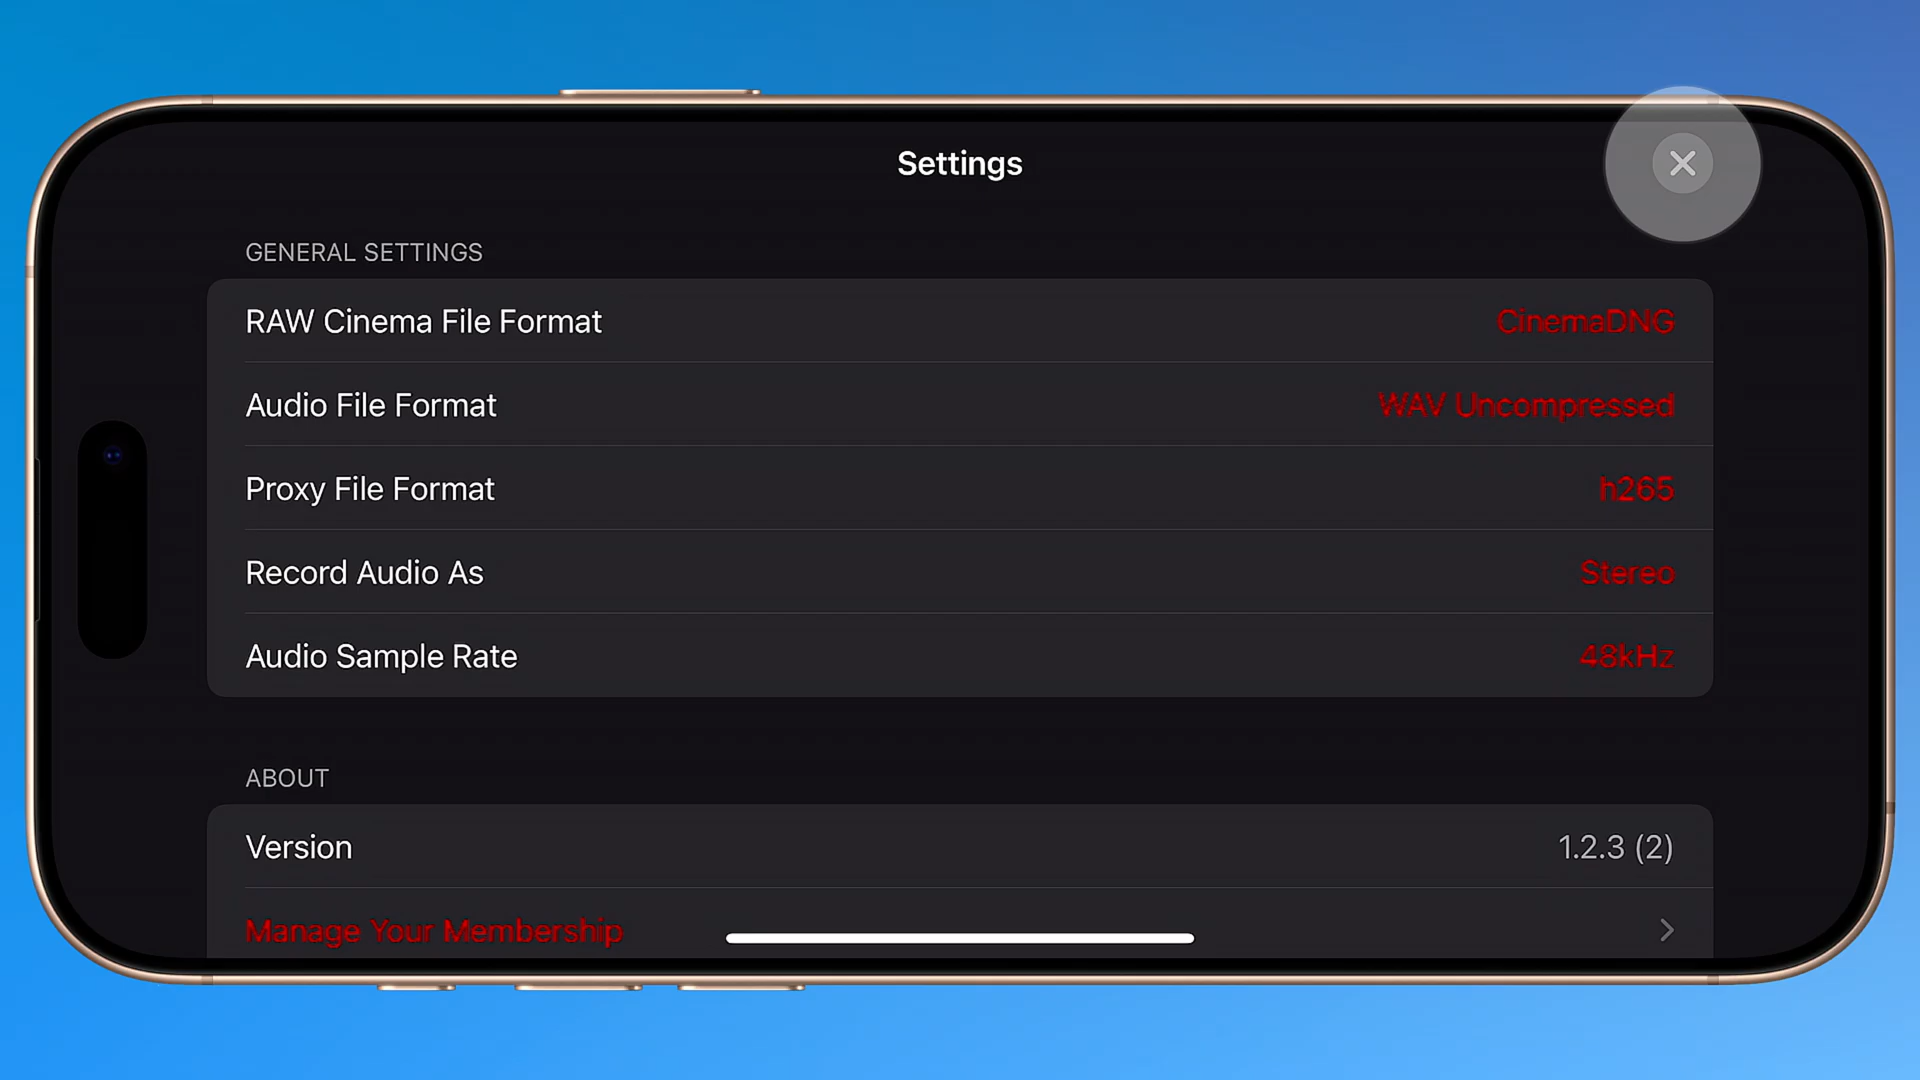 Settings
GENERAL SETTINGS
RAW Cinema File Format CinemaDNG
Audio File Format WAV Uncompressed
Proxy File Format h265
Record Audio As Stereo
Audio Sample Rate 48kHz
ABOUT
Version 1.2.3 (2)
Manage Your Membership